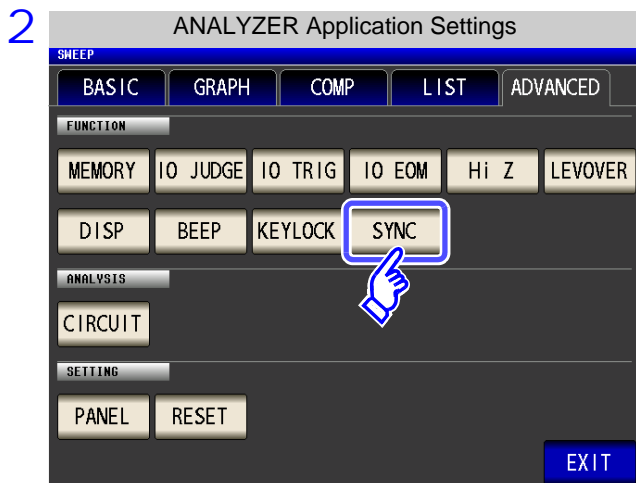 2
ANALYZER Application Settings
SWEEP
BASIC GRAPH COMP LIST ADVANCED
FUNCTION
MEMORY IO JUDGE IO TRIG IO EOM Hi Z LEVOVER
DISP BEEP KEYLOCK SYNC
ANALYSIS
CIRCUIT
SETTING
PANEL RESET
EXIT